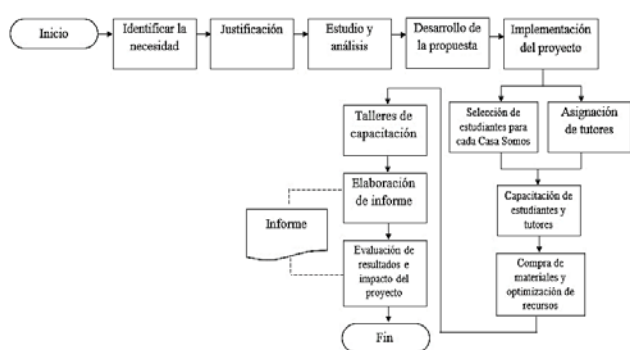 Inicio
Identificar la
necesidad
Justificación
Estudio y
análisis
Desarrollo de
la propuesta
Implementación
del proyecto
Selección de
estudiantes para
cada Casa Somos
Asignación
de tutores
Capacitación de
estudiantes y
tutores
Compra de
materiales y
optimización de
recursos
Talleres de
capacitación
Elaboración
de informe
Informe
Evaluación de
resultados e
impacto del
proyecto
Fin